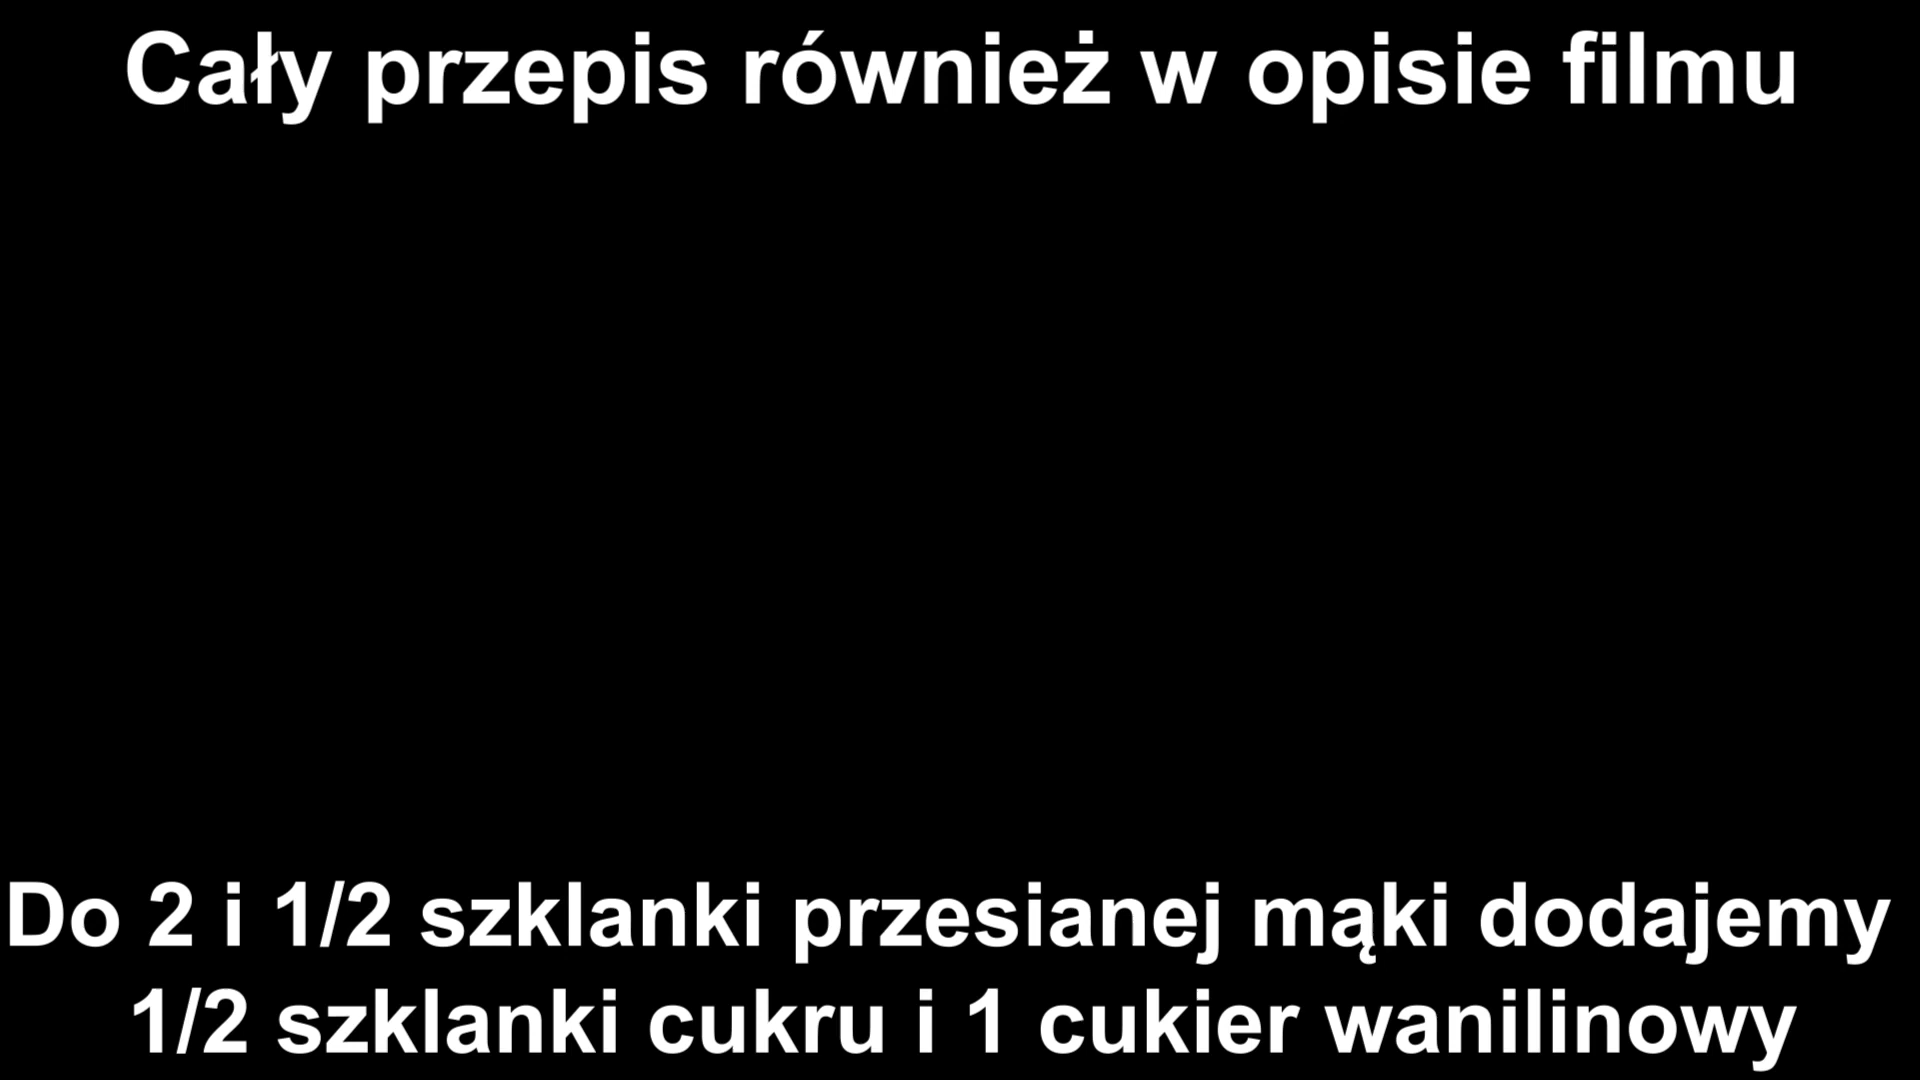 Cały przepis również w opisie filmu
Do 2 i 1/2 szklanki przesianej mąki dodajemy
1/2 szklanki cukru i 1 cukier wanilinowy